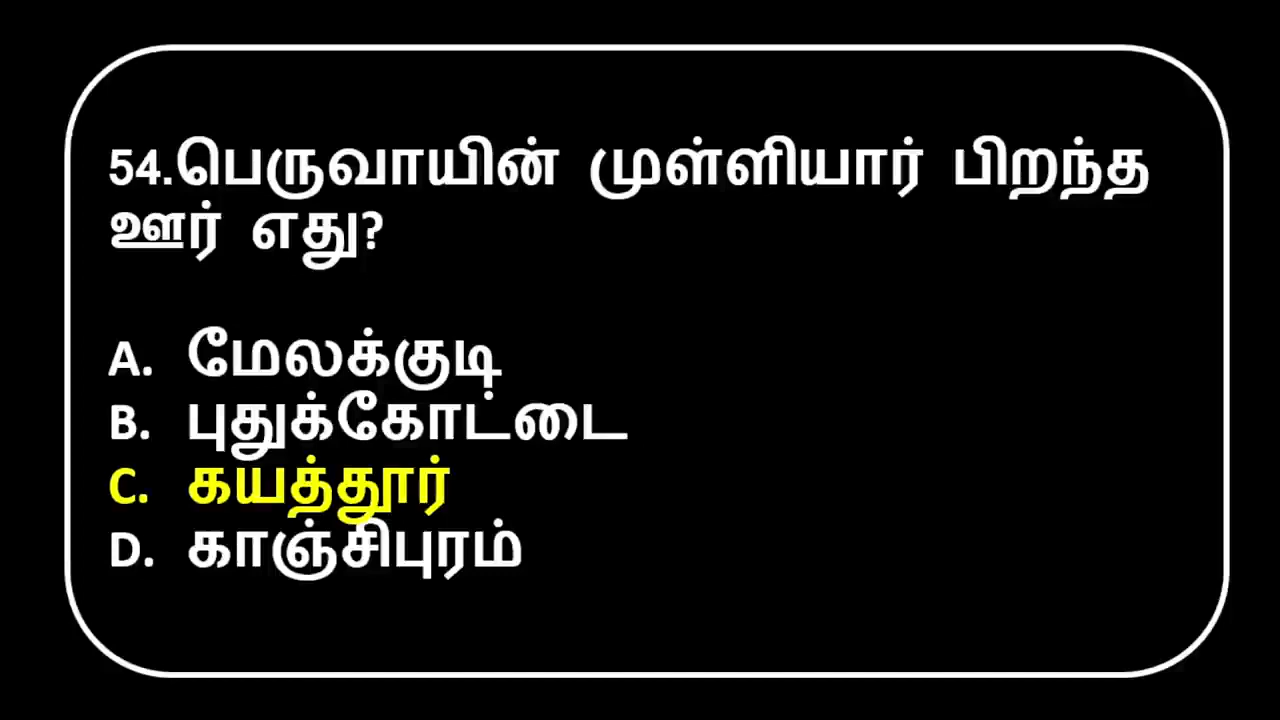 54.பெருவாயின் முள்ளியார் பிறந்த
ஊர் எது?
A. மேலக்குடி
B. புதுக்கோட்டை
C. கயத்தூர்
D. காஞ்சிபுரம்